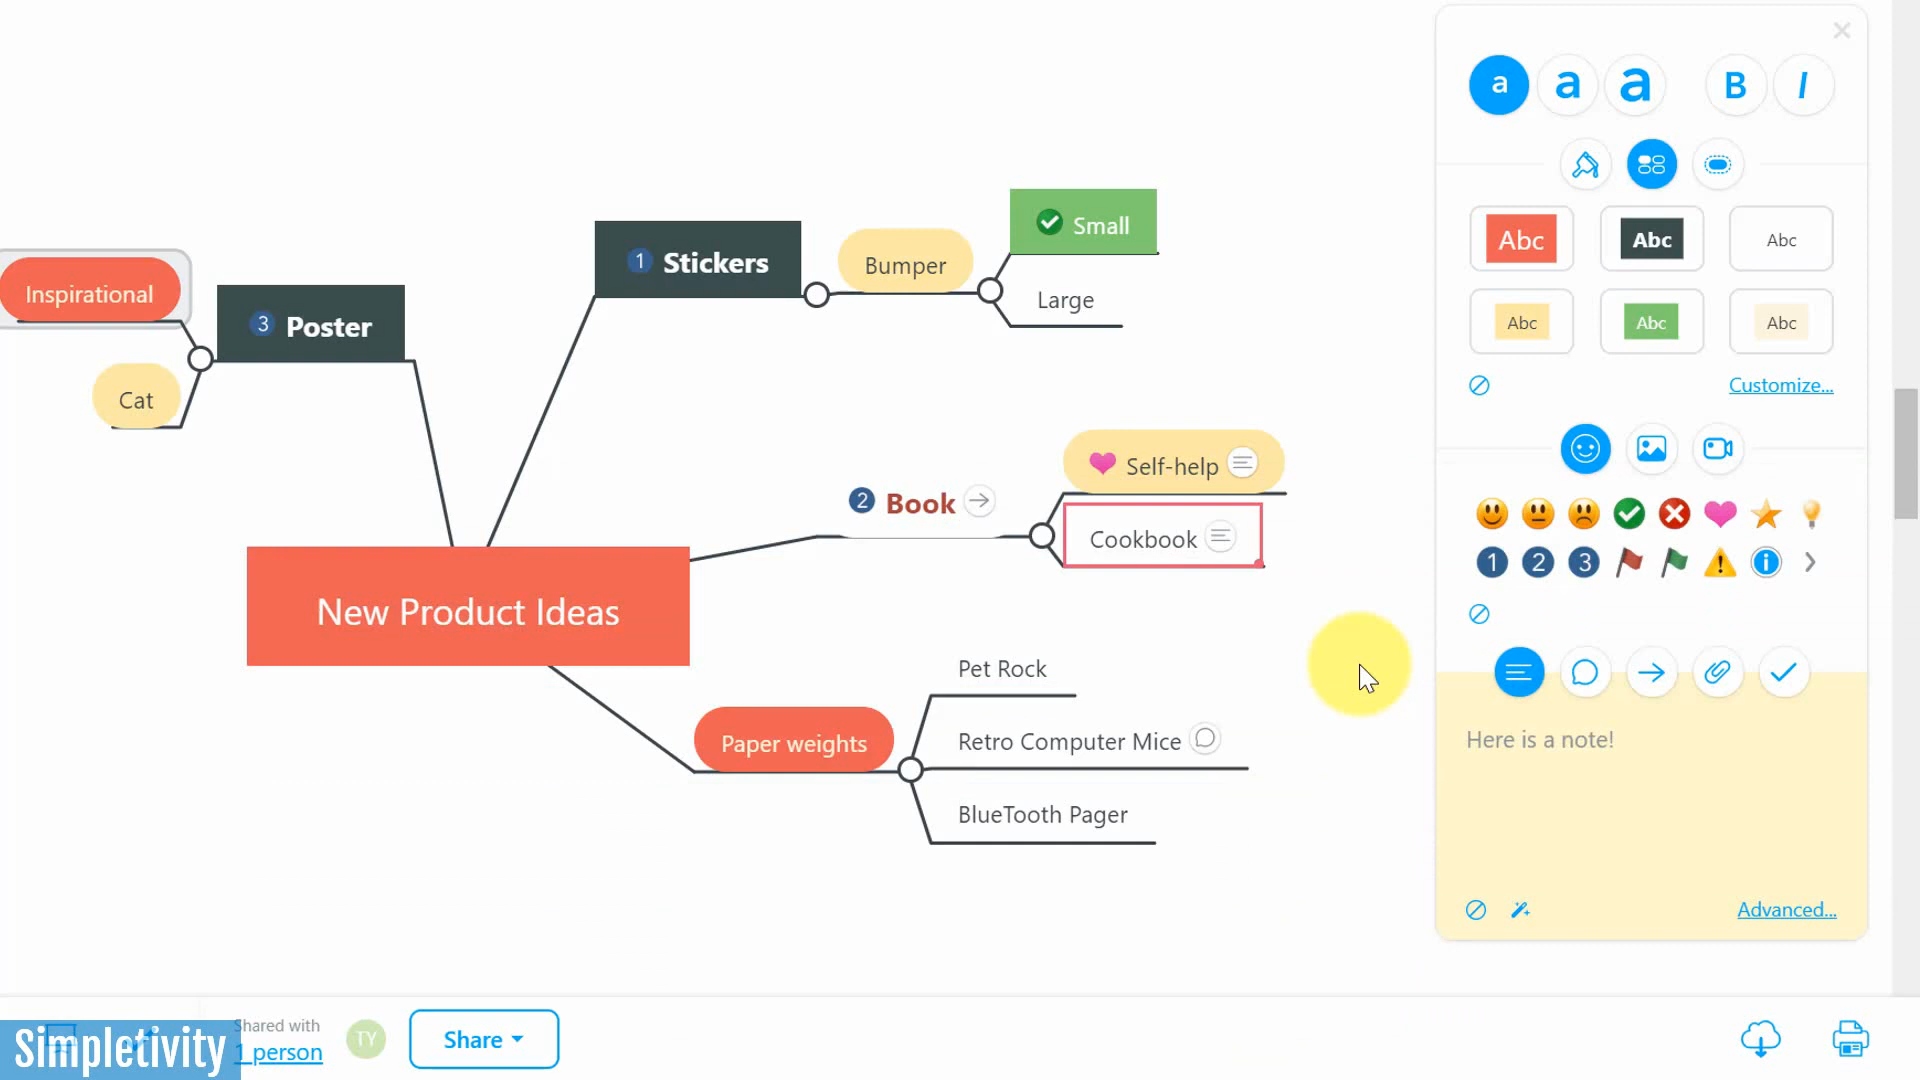 Inspirational
Cat
3 Poster
1 Stickers
Bumper
Small
Large
2 Book
Self-help
Cookbook
New Product Ideas
Paper weights
Pet Rock
Retro Computer Mice
BlueTooth Pager
a a a B I
Abc Abc Abc
Abc Abc Abc
Customize...
1 2 3
Here is a note!
Advanced...
Simpletivity
Shared with
1 person
TY
Share